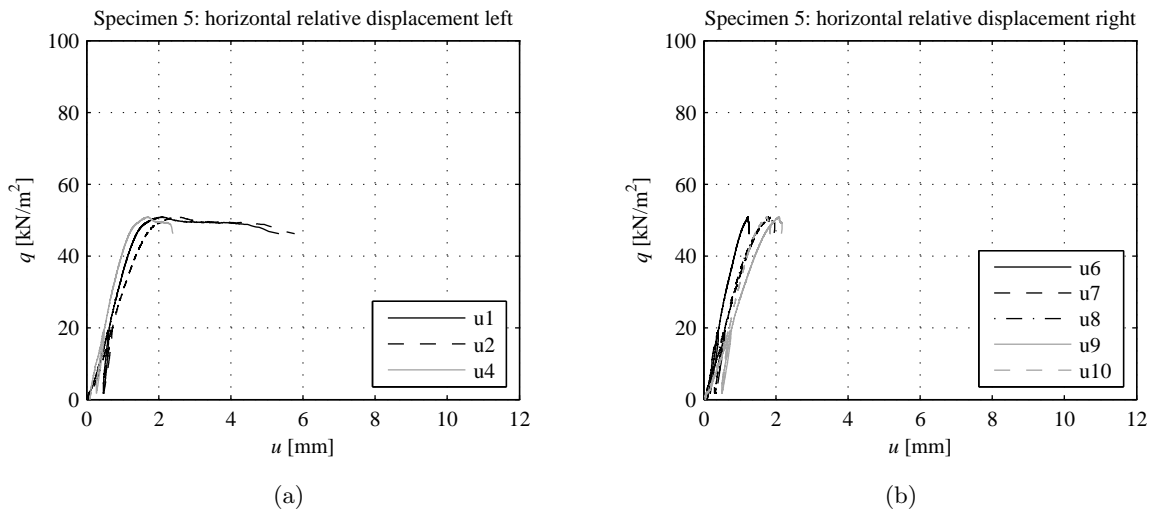 Specimen 5: horizontal relative displacement left
100
80
60
40
20
0
q [kN/m²]
0 2 4 6 8 10 12
u [mm]
u1
u2
u4
(a)
Specimen 5: horizontal relative displacement right
100
80
60
40
20
0
q [kN/m²]
0 2 4 6 8 10 12
u [mm]
u6
u7
u8
u9
u10
(b)